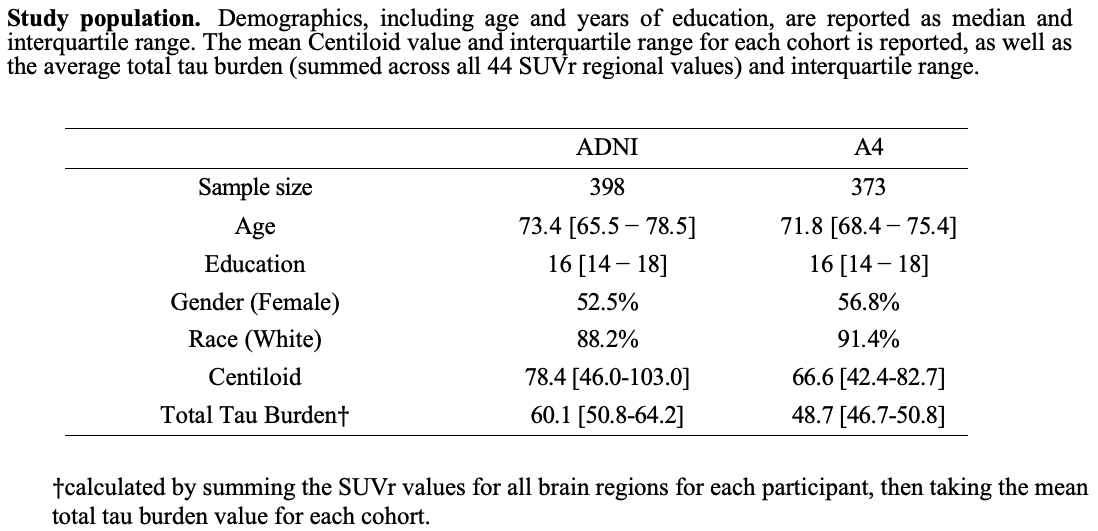 Study population. Demographics, including age and years of education, are reported as median and
interquartile range. The mean Centiloid value and interquartile range for each cohort is reported, as well as
the average total tau burden (summed across all 44 SUVr regional values) and interquartile range.
ADNI A4
Sample size 398 373
Age 73.4 [65.5 – 78.5] 71.8 [68.4 – 75.4]
Education 16 [14 – 18] 16 [14 – 18]
Gender (Female) 52.5% 56.8%
Race (White) 88.2% 91.4%
Centiloid 78.4 [46.0-103.0] 66.6 [42.4-82.7]
Total Tau Burden† 60.1 [50.8-64.2] 48.7 [46.7-50.8]
†calculated by summing the SUVr values for all brain regions for each participant, then taking the mean
total tau burden value for each cohort.